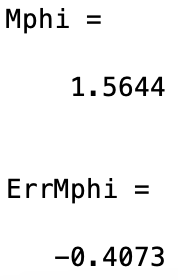 Mphi =
1.5644
ErrMphi =
-0.4073